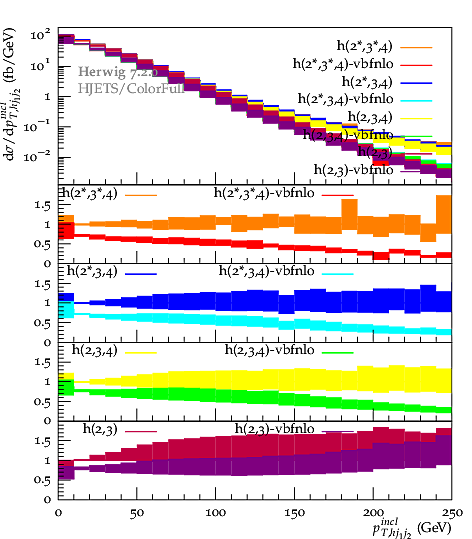 10²
10¹
1
10⁻¹
10⁻²
dσ/dp^{incl}_{T,hj₁j₂} (fb/GeV)
Herwig 7.2.
HJETS/ColorFull
h(2*,3*,4)
h(2*,3*,4)-vbfnlo
h(2*,3,4)
h(2*,3,4)-vbfnlo
h(2,3,4)
h(2,3,4)-vbfnlo
h(2,3)
h(2,3)-vbfnlo
h(2*,3*,4) h(2*,3*,4)-vbfnlo
1.5
1
0.5
0
h(2*,3,4) h(2*,3,4)-vbfnlo
1.5
1
0.5
0
h(2,3,4) h(2,3,4)-vbfnlo
1.5
1
0.5
0
h(2,3) h(2,3)-vbfnlo
1.5
1
0.5
0
0 50 100 150 200 250
p^{incl}_{T,hj₁j₂} (GeV)